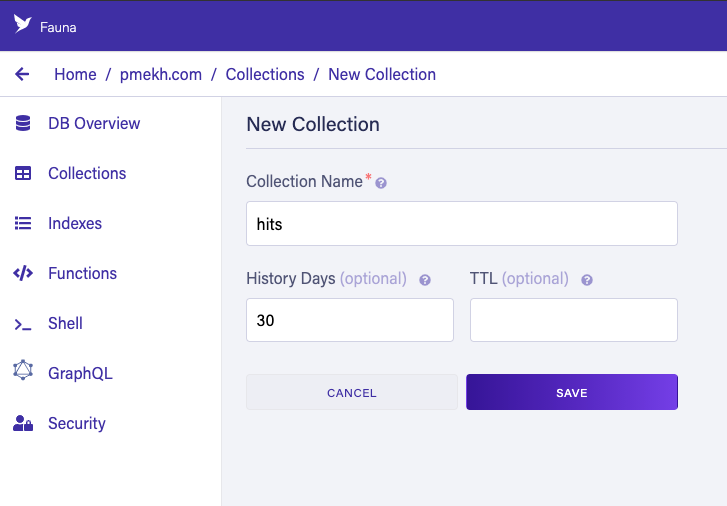 Fauna
Home / pmekh.com / Collections / New Collection
DB Overview
Collections
Indexes
Functions
Shell
GraphQL
Security
New Collection
Collection Name* ?
hits
History Days (optional) ? TTL (optional) ?
30
CANCEL SAVE